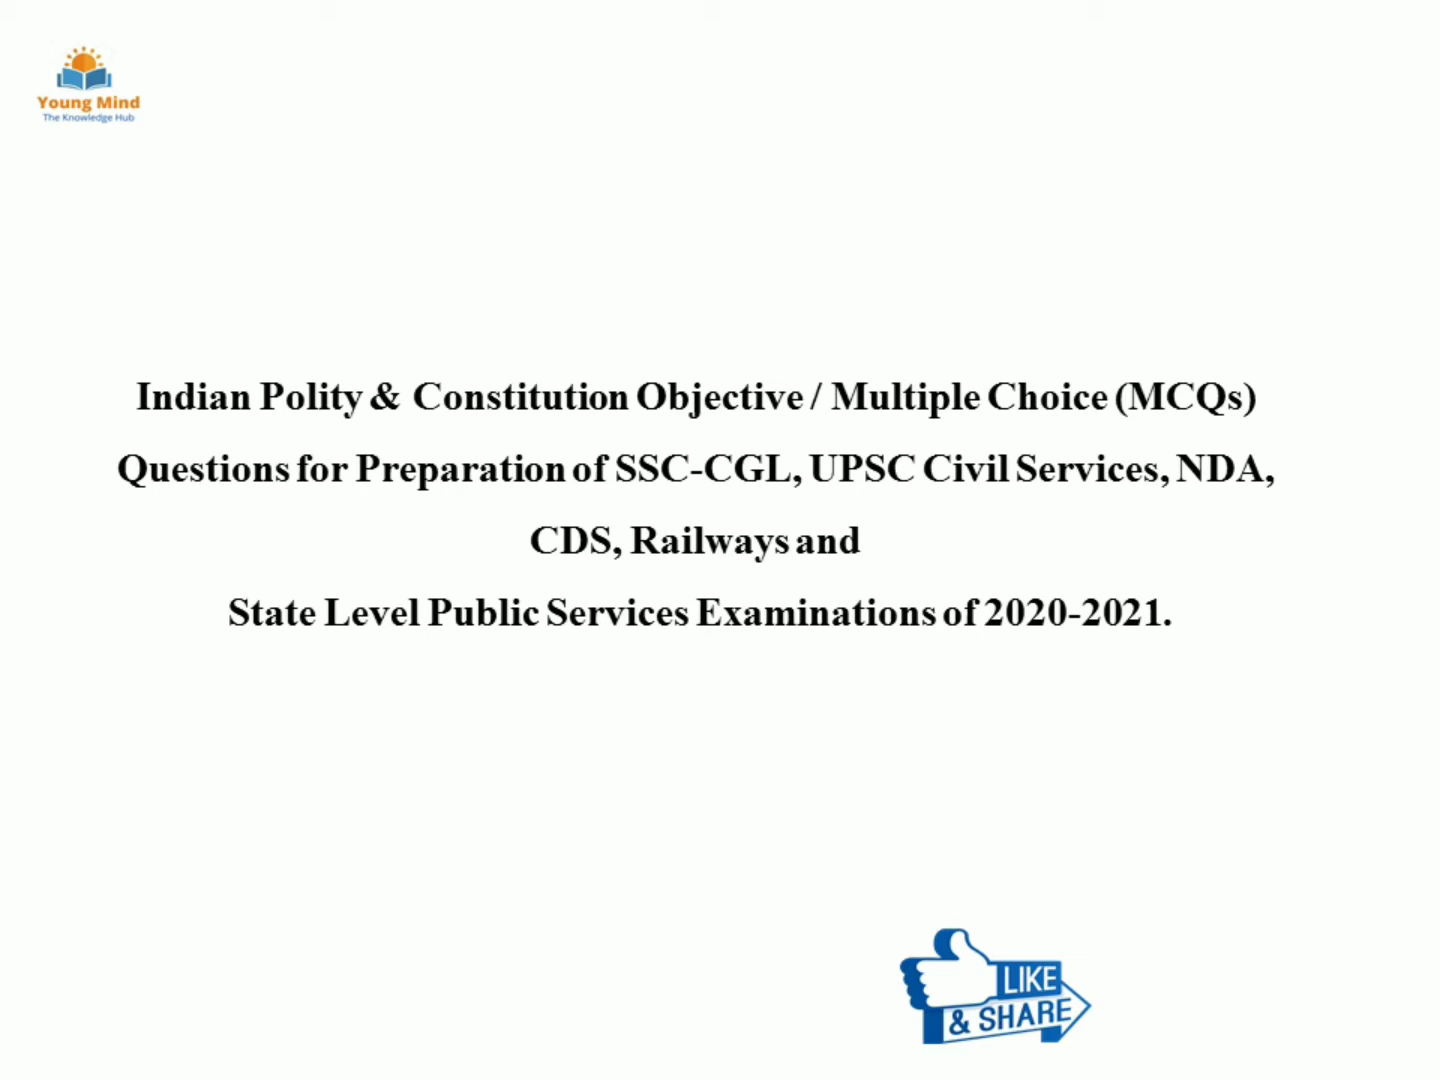 Young Mind
The Knowledge Hub
Indian Polity & Constitution Objective / Multiple Choice (MCQs)
Questions for Preparation of SSC-CGL, UPSC Civil Services, NDA,
CDS, Railways and
State Level Public Services Examinations of 2020-2021.
LIKE
& SHARE